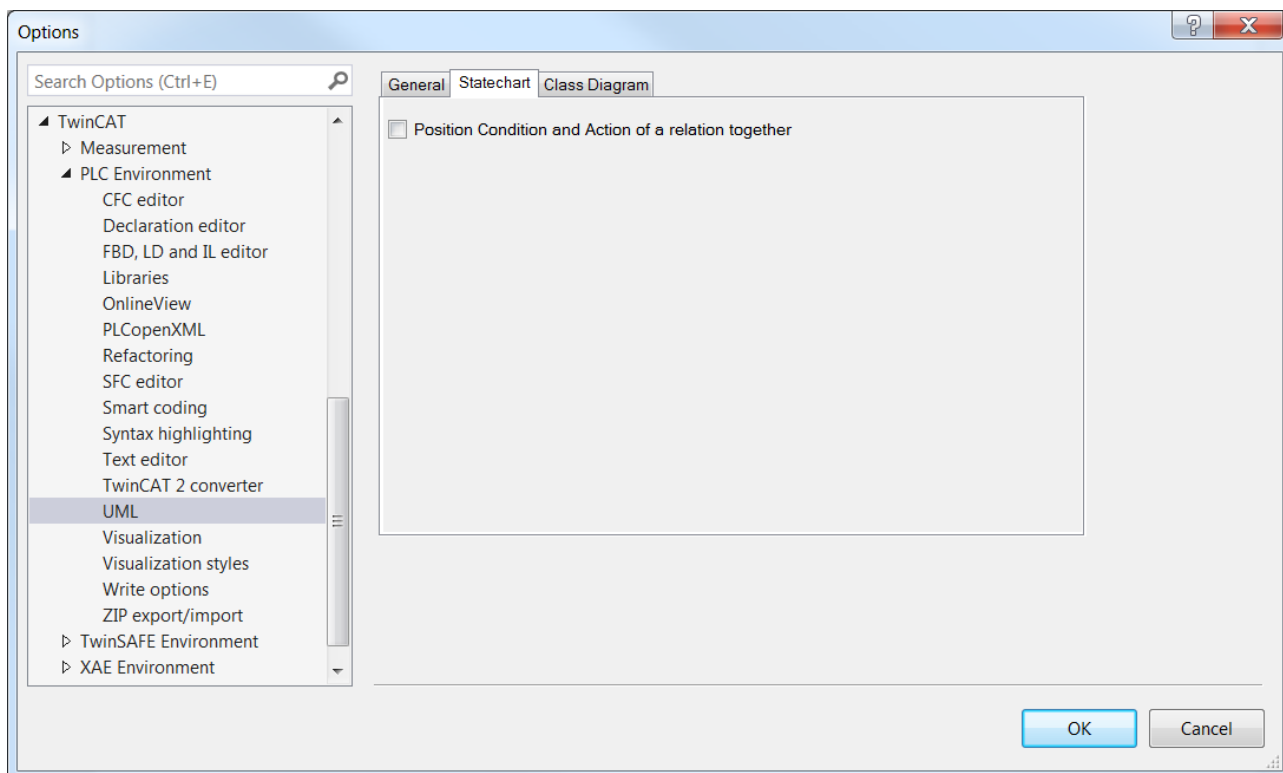 Options
Search Options (Ctrl+E)
TwinCAT
Measurement
PLC Environment
CFC editor
Declaration editor
FBD, LD and IL editor
Libraries
OnlineView
PLCopenXML
Refactoring
SFC editor
Smart coding
Syntax highlighting
Text editor
TwinCAT 2 converter
UML
Visualization
Visualization styles
Write options
ZIP export/import
TwinSAFE Environment
XAE Environment
General Statechart Class Diagram
Position Condition and Action of a relation together
OK Cancel